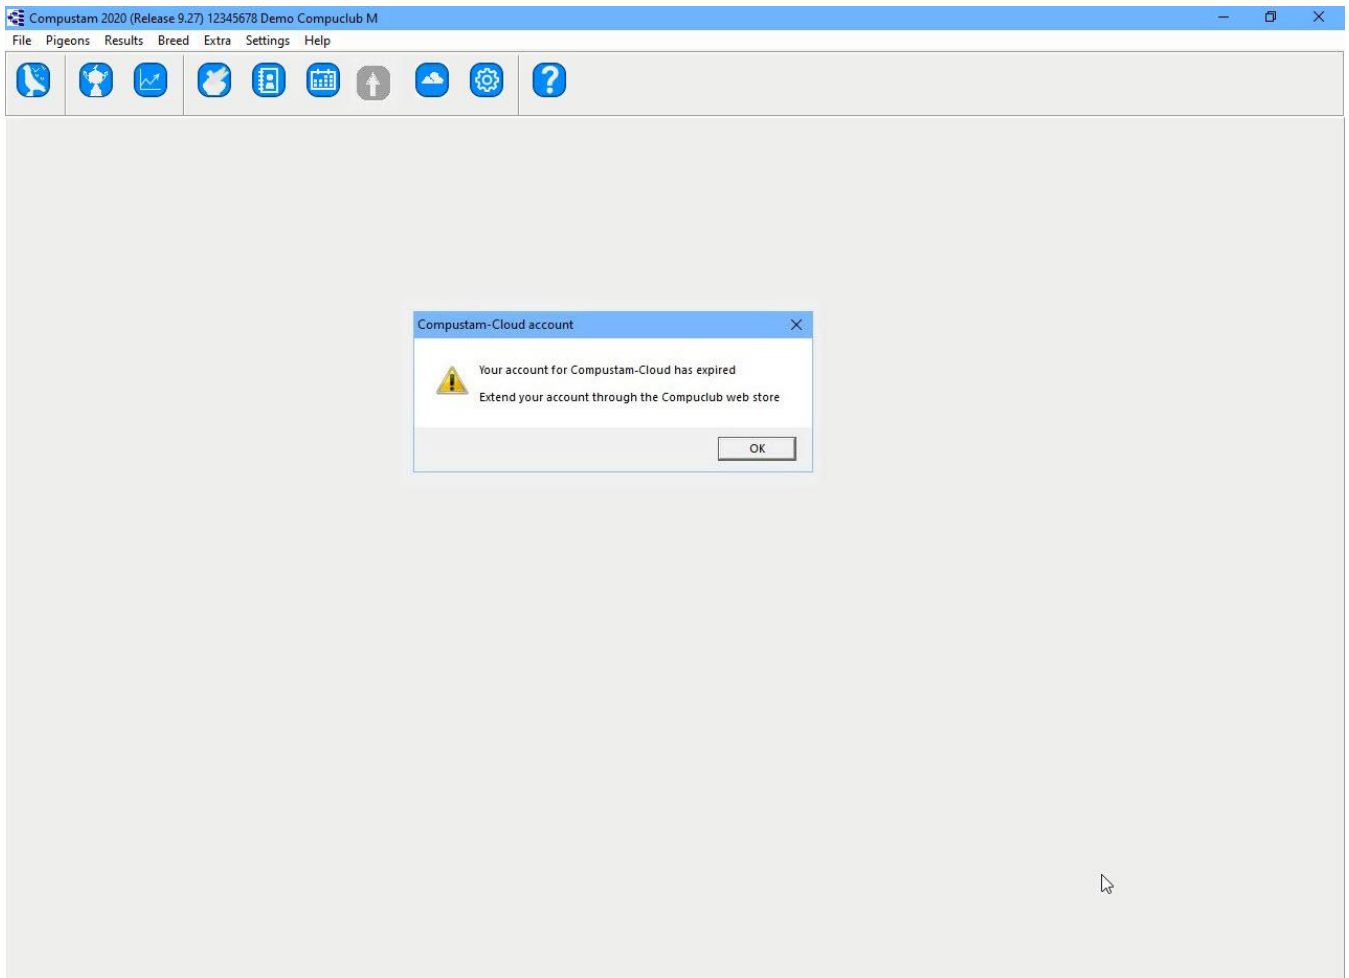 Compustam 2020 (Release 9.27) 12345678 Demo Compuclub M
File Pigeons Results Breed Extra Settings Help
Compustam-Cloud account
Your account for Compustam-Cloud has expired
Extend your account through the Compuclub web store
OK